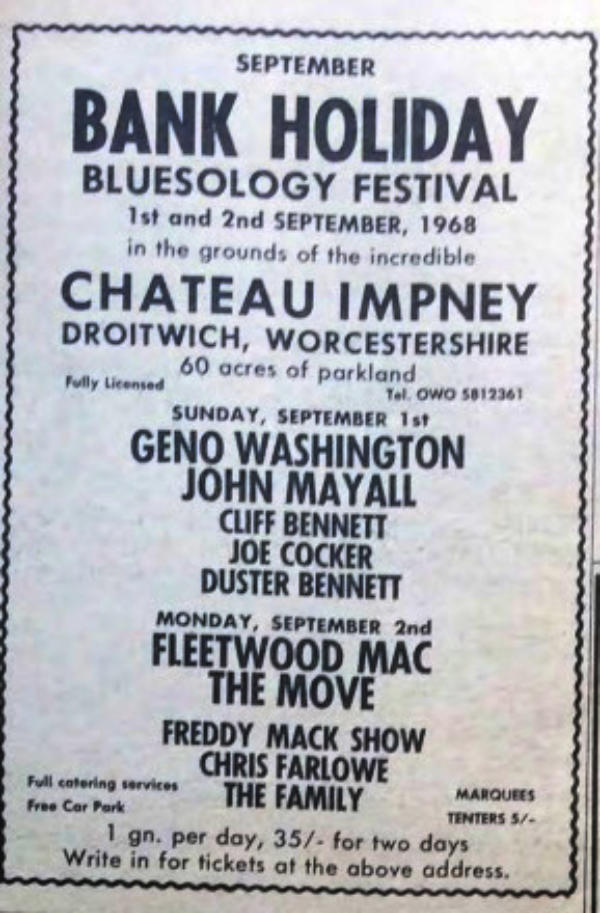 SEPTEMBER
BANK HOLIDAY
BLUESOLOGY FESTIVAL
1st and 2nd SEPTEMBER, 1968
in the grounds of the incredible
CHATEAU IMPNEY
DROITWICH, WORCESTERSHIRE
60 acres of parkland
Fully Licensed
Tel. OWO 5812361
SUNDAY, SEPTEMBER 1st
GENO WASHINGTON
JOHN MAYALL
CLIFF BENNETT
JOE COCKER
DUSTER BENNETT
MONDAY, SEPTEMBER 2nd
FLEETWOOD MAC
THE MOVE
FREDDY MACK SHOW
CHRIS FARLOWE
THE FAMILY
Full catering services
Free Car Park
MARQUEES
TENTERS 5/-
1 gn. per day, 35/- for two days
Write in for tickets at the above address.